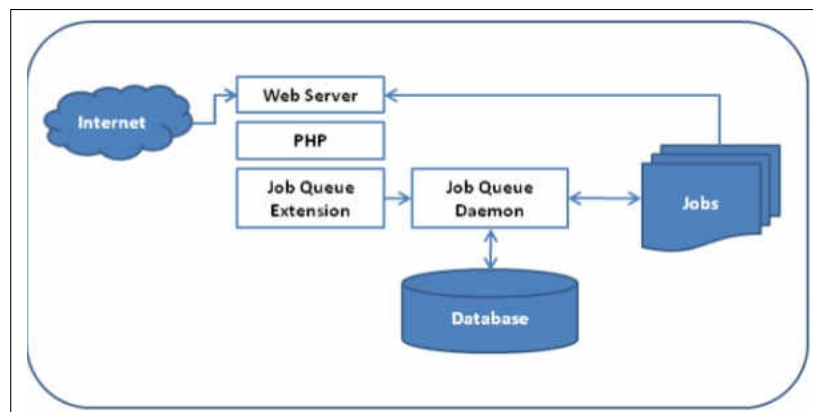 Internet
Web Server
PHP
Job Queue
Extension
Job Queue
Daemon
Jobs
Database